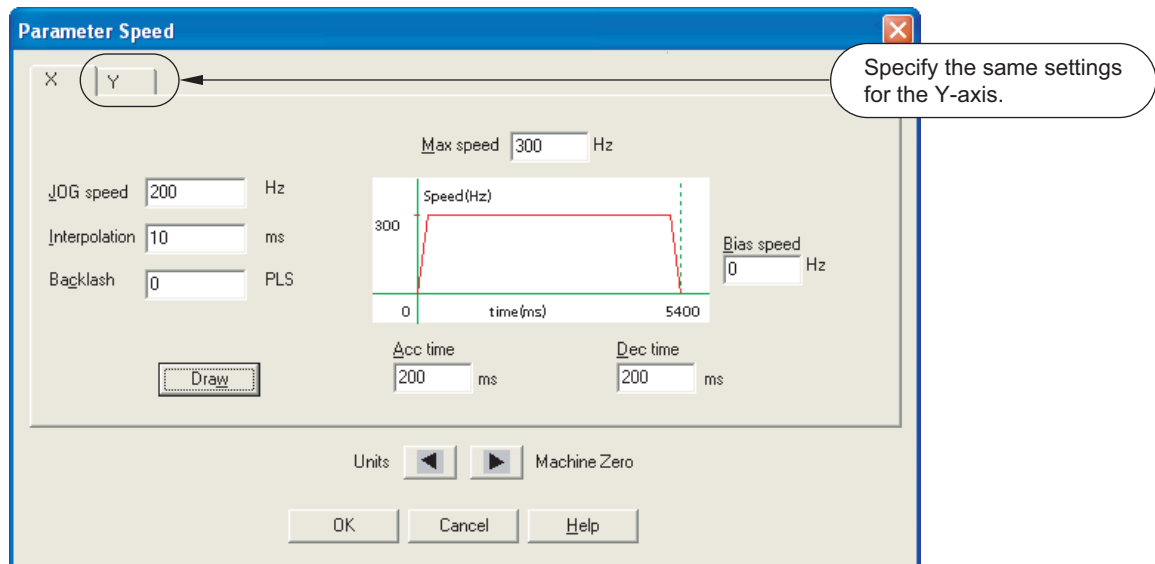 Parameter Speed
X Y
Specify the same settings
for the Y-axis.
Max speed 300 Hz
JOG speed 200 Hz
Interpolation 10 ms
Backlash 0 PLS
Speed(Hz)
300
0 time(ms) 5400
Bias speed
0 Hz
Acc time
200 ms
Dec time
200 ms
Draw
Units Machine Zero
OK Cancel Help